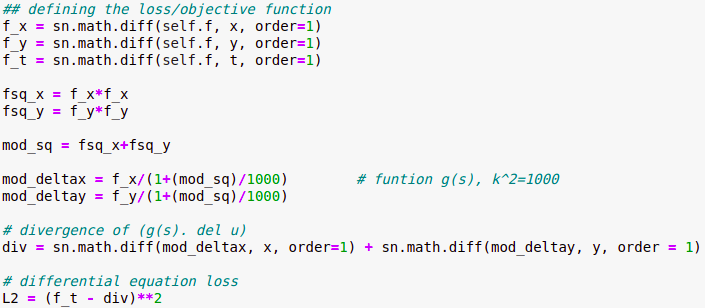 ## defining the loss/objective function
f_x = sn.math.diff(self.f, x, order=1)
f_y = sn.math.diff(self.f, y, order=1)
f_t = sn.math.diff(self.f, t, order=1)
fsq_x = f_x*f_x
fsq_y = f_y*f_y
mod_sq = fsq_x+fsq_y
mod_deltax = f_x/(1+(mod_sq)/1000)        # funtion g(s), k^2=1000
mod_deltay = f_y/(1+(mod_sq)/1000)
# divergence of (g(s). del u)
div = sn.math.diff(mod_deltax, x, order=1) + sn.math.diff(mod_deltay, y, order = 1)
# differential equation loss
L2 = (f_t - div)**2